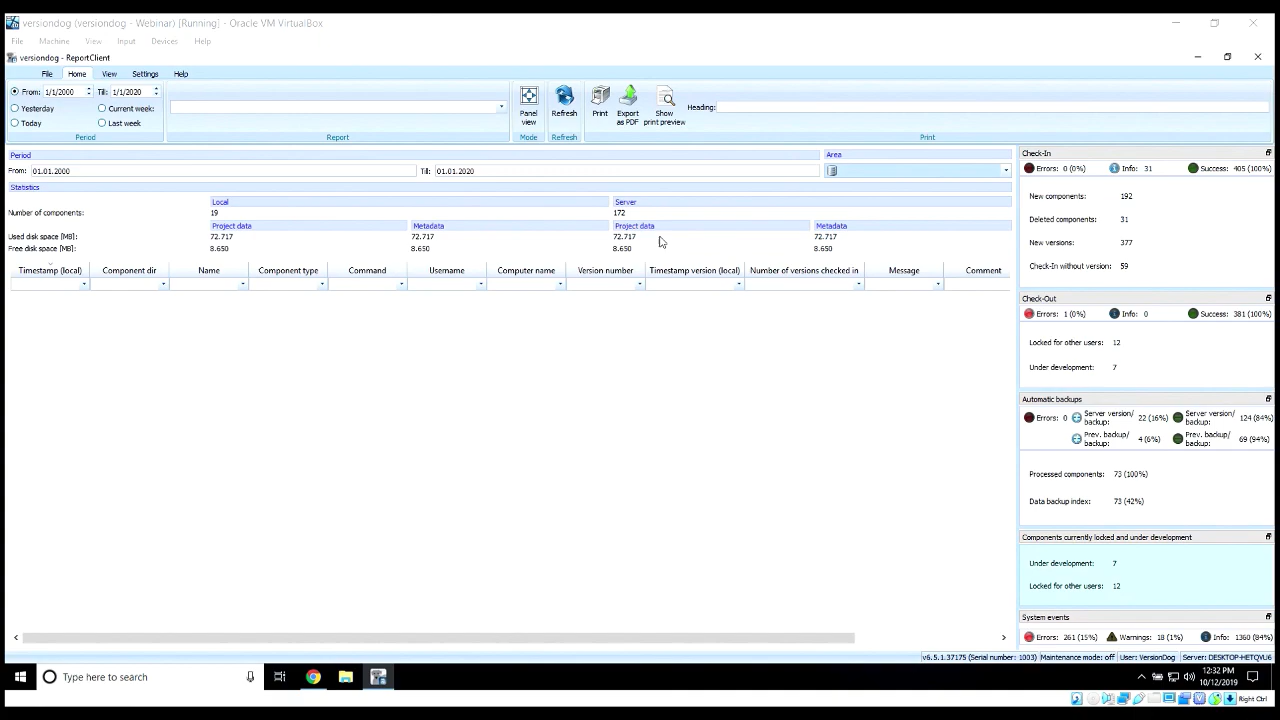 versiondog (versiondog - Webinar) [Running] - Oracle VM VirtualBox
File Machine View Input Devices Help
versiondog - ReportClient
File Home View Settings Help
From: 1/1/2000 Till: 1/1/2020
Yesterday Current week:
Today Last week
Period
Report
Panel view
Mode
Refresh
Refresh
Print
Export as PDF
Show print preview
Heading:
Print
Period
From: 01.01.2000 Till: 01.01.2020
Area
Statistics
Local Server
Number of components: 19 172
Project data Metadata Project data Metadata
Used disk space [MB]: 72.717 72.717 72.717 72.717
Free disk space [MB]: 8.650 8.650 8.650 8.650
Timestamp (local) Component dir Name Component type Command Username Computer name Version number Timestamp version (local) Number of versions checked in Message Comment
Check-In
Errors: 0 (0%) Info: 31 Success: 405 (100%)
New components: 192
Deleted components: 31
New versions: 377
Check-In without version: 59
Check-Out
Errors: 1 (0%) Info: 0 Success: 381 (100%)
Locked for other users: 12
Under development: 7
Automatic backups
Errors: 0 Server version/ backup: 22 (16%) Server version/ backup: 124 (84%)
Prev. backup/ backup: 4 (6%) Prev. backup/ backup: 69 (94%)
Processed components: 73 (100%)
Data backup index: 73 (42%)
Components currently locked and under development
Under development: 7
Locked for other users: 12
System events
Errors: 261 (15%) Warnings: 18 (1%) Info: 1360 (84%)
v6.5.1.37175 (Serial number: 1003) Maintenance mode: off User: VersionDog Server: DESKTOP-HETQVU6
Type here to search
12:32 PM
10/12/2019
Right Ctrl